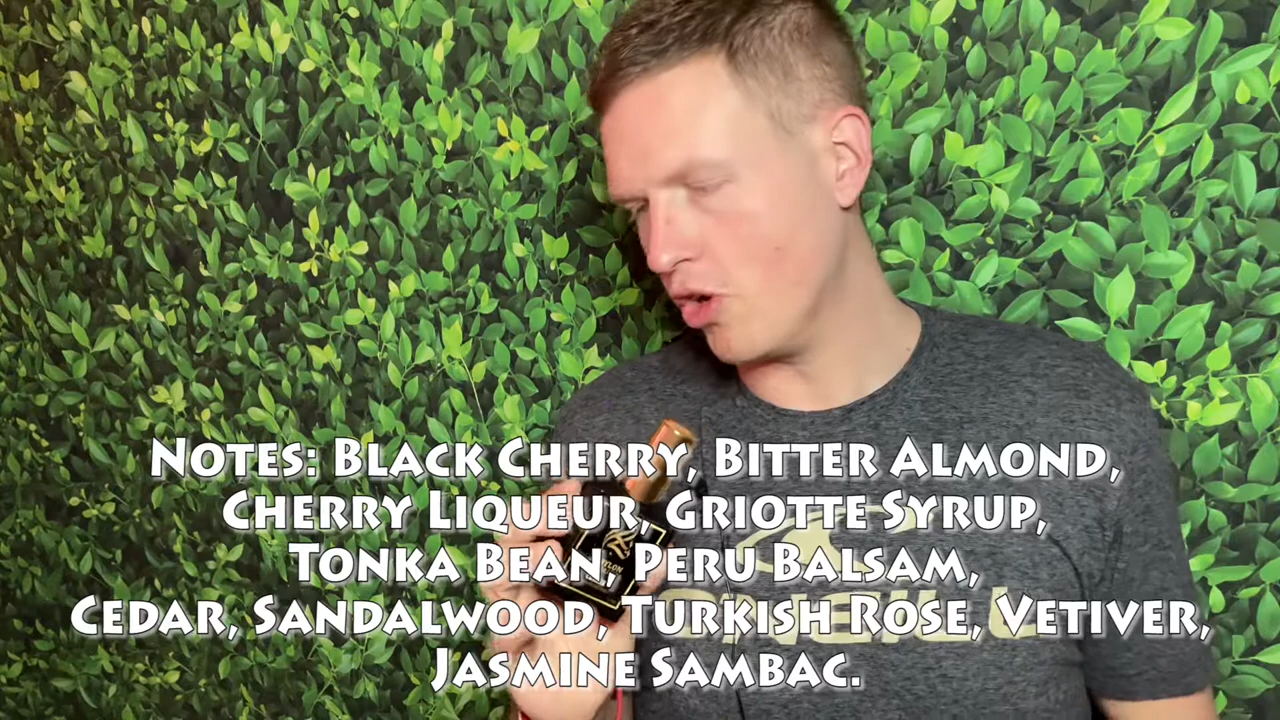 Notes: Black Cherry, Bitter Almond,
Cherry Liqueur, Griotte Syrup,
Tonka Bean, Peru Balsam,
Cedar, Sandalwood, Turkish Rose, Vetiver,
Jasmine Sambac.